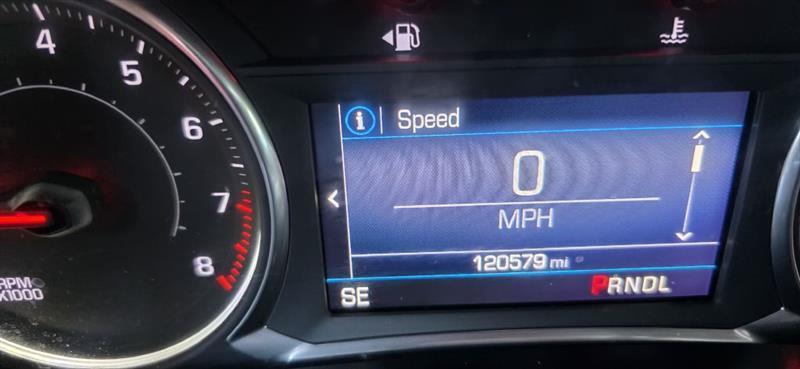 4
5
6
7
8
RPM
X1000
i Speed
0
MPH
120579 mi
SE
PRNDL